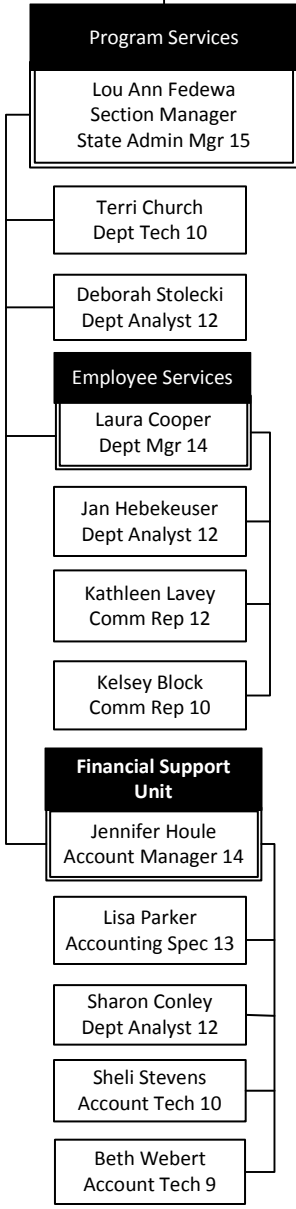 Program Services
Lou Ann Fedewa
Section Manager
State Admin Mgr 15
Terri Church
Dept Tech 10
Deborah Stolecki
Dept Analyst 12
Employee Services
Laura Cooper
Dept Mgr 14
Jan Hebekeuser
Dept Analyst 12
Kathleen Lavey
Comm Rep 12
Kelsey Block
Comm Rep 10
Financial Support
Unit
Jennifer Houle
Account Manager 14
Lisa Parker
Accounting Spec 13
Sharon Conley
Dept Analyst 12
Sheli Stevens
Account Tech 10
Beth Webert
Account Tech 9